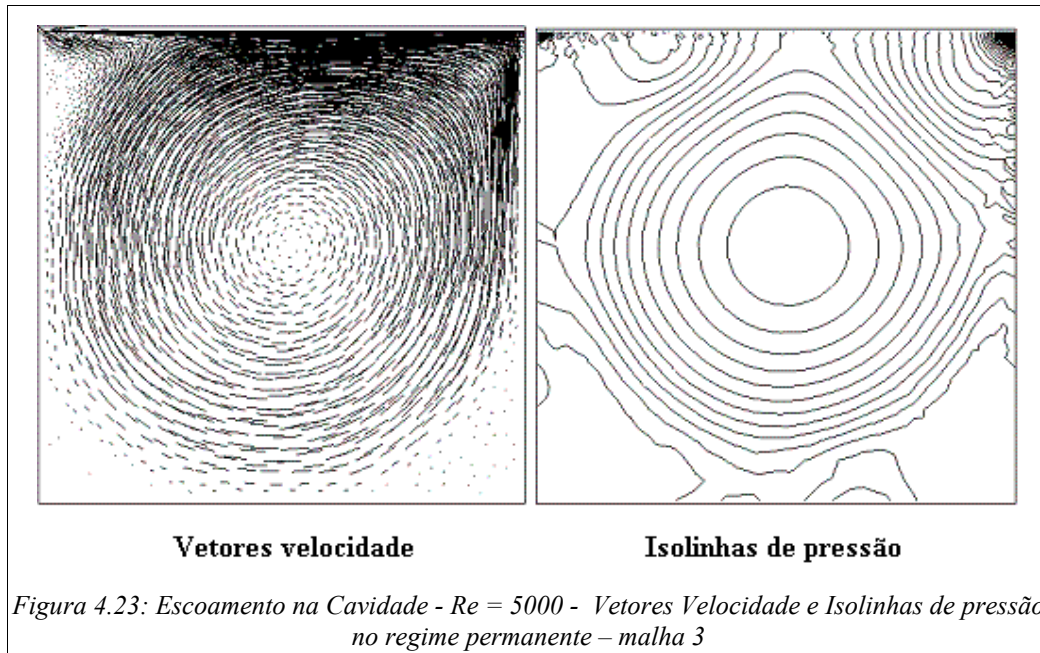 Vetores velocidade
Isolinhas de pressão
Figura 4.23: Escoamento na Cavidade - Re = 5000 - Vetores Velocidade e Isolinhas de pressão
no regime permanente – malha 3